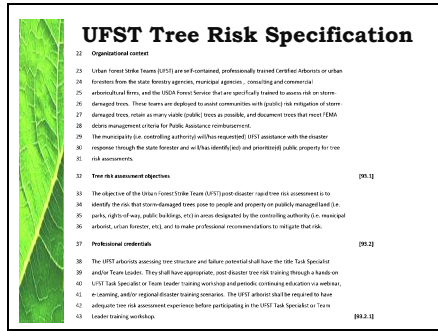 UFST Tree Risk Specification
22 Organizational context
23 Urban Forest Strike Teams (UFST) are self-contained, professionally trained Certified Arborists or urban
24 foresters from the state forestry agencies, municipal agencies , consulting and commercial
25 arboricultural firms, and the USDA Forest Service that are specifically trained to assess risk on storm-
26 damaged trees. These teams are deployed to assist communities with (public) risk mitigation of storm-
27 damaged trees, retain as many viable (public) trees as possible, and document trees that meet FEMA
28 debris management criteria for Public Assistance reimbursement.
29 The municipality (i.e. controlling authority) will/has request(ed) UFST assistance with the disaster
30 response through the state forester and will/has identify(ied) and prioritize(d) public property for tree
31 risk assessments.
32 Tree risk assessment objectives [93.1]
33 The objective of the Urban Forest Strike Team (UFST) post-disaster rapid tree risk assessment is to
34 identify the risk that storm-damaged trees pose to people and property on publicly managed land (i.e.
35 parks, rights-of-way, public buildings, etc) in areas designated by the controlling authority (i.e. municipal
36 arborist, urban forester, etc), and to make professional recommendations to mitigate that risk.
37 Professional credentials [93.2]
38 The UFST arborists assessing tree structure and failure potential shall have the title Task Specialist
39 and/or Team Leader. They shall have appropriate, post-disaster tree risk training through a hands-on
40 UFST Task Specialist or Team Leader training workshop and periodic continuing education via webinar,
41 e-Learning, and/or regional disaster training scenarios. The UFST arborist shall be required to have
42 adequate tree risk assessment experience before participating in the UFST Task Specialist or Team
43 Leader training workshop. [93.2.1]